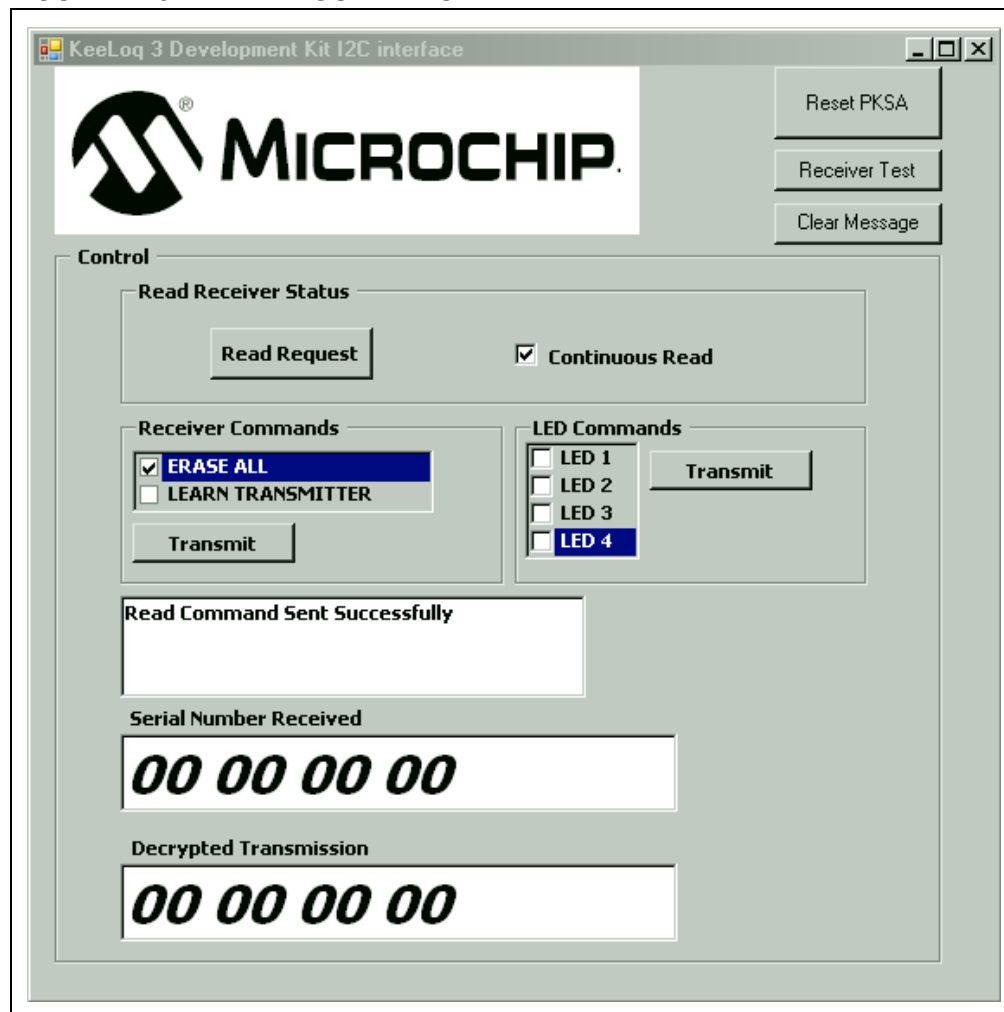 KeeLoq 3 Development Kit I2C interface
MICROCHIP
®
Reset PKSA
Receiver Test
Clear Message
Control
Read Receiver Status
Read Request
Continuous Read
Receiver Commands
ERASE ALL
LEARN TRANSMITTER
Transmit
LED Commands
LED 1
LED 2
LED 3
LED 4
Transmit
Read Command Sent Successfully
Serial Number Received
00 00 00 00
Decrypted Transmission
00 00 00 00